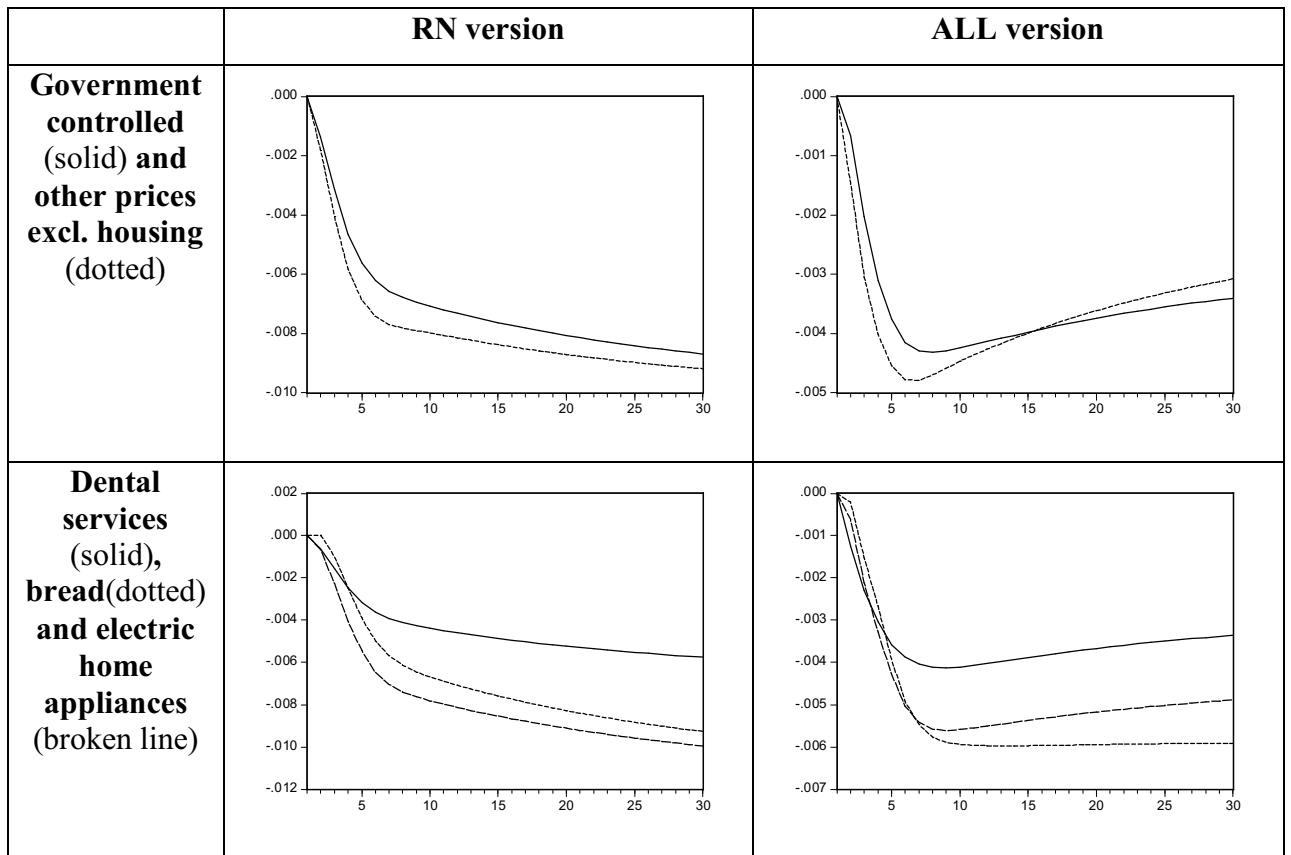 RN version
ALL version
Government
controlled
(solid) and
other prices
excl. housing
(dotted)
.000
-.002
-.004
-.006
-.008
-.010
5 10 15 20 25 30
.000
-.001
-.002
-.003
-.004
-.005
5 10 15 20 25 30
Dental
services
(solid),
bread(dotted)
and electric
home
appliances
(broken line)
.002
.000
-.002
-.004
-.006
-.008
-.010
-.012
5 10 15 20 25 30
.000
-.001
-.002
-.003
-.004
-.005
-.006
-.007
5 10 15 20 25 30